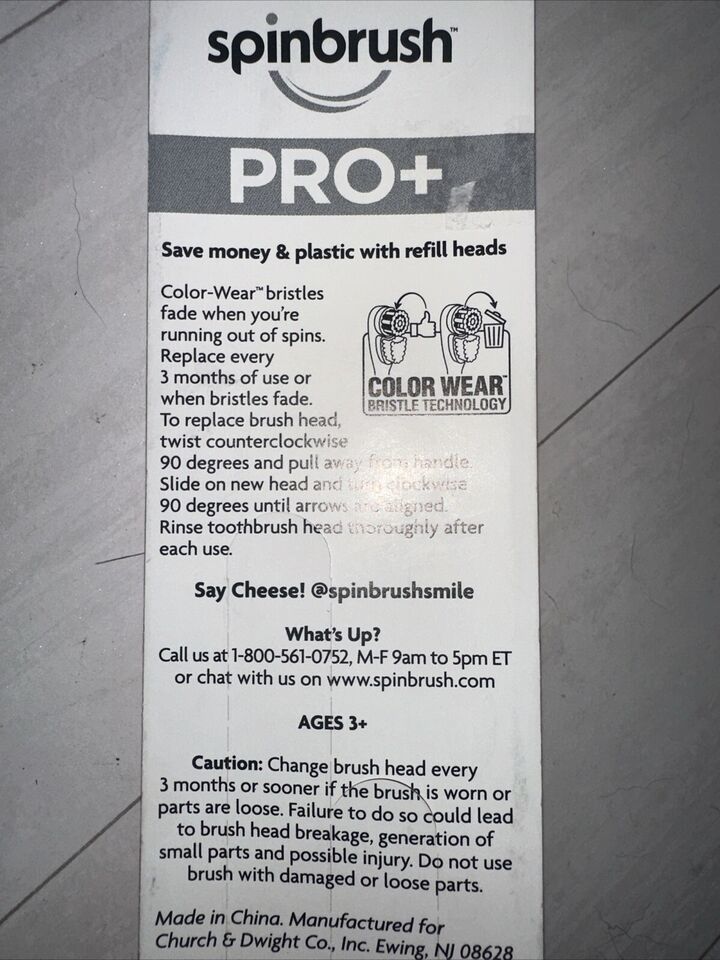 spinbrush™
PRO+
Save money & plastic with refill heads
Color-Wear™ bristles
fade when you're
running out of spins.
Replace every
3 months of use or
when bristles fade.
To replace brush head,
twist counterclockwise
90 degrees and pull away from handle.
Slide on new head and turn clockwise
90 degrees until arrows are aligned.
Rinse toothbrush head thoroughly after
each use.
COLOR WEAR™
BRISTLE TECHNOLOGY
Say Cheese! @spinbrushsmile
What's Up?
Call us at 1-800-561-0752, M-F 9am to 5pm ET
or chat with us on www.spinbrush.com
AGES 3+
Caution: Change brush head every
3 months or sooner if the brush is worn or
parts are loose. Failure to do so could lead
to brush head breakage, generation of
small parts and possible injury. Do not use
brush with damaged or loose parts.
Made in China. Manufactured for
Church & Dwight Co., Inc. Ewing, NJ 08628